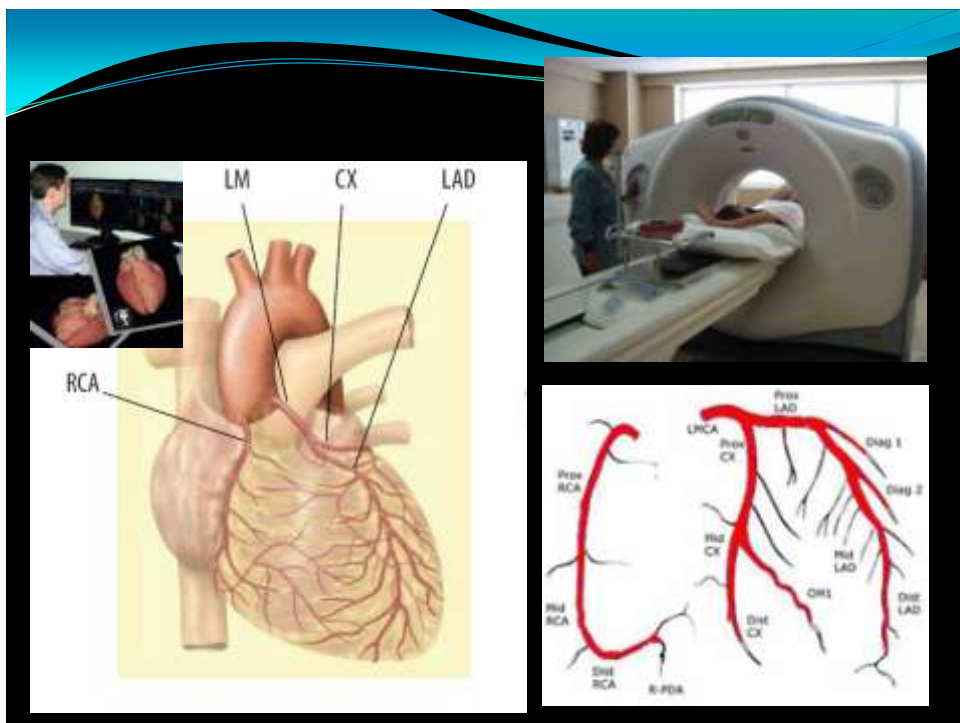 LM
CX
LAD
RCA
Prox
LAD
LMCA
Prox
CX
Diag 1
Prox
RCA
Diag 2
Mid
CX
Mid
LAD
OM1
Dist
LAD
Mid
RCA
Dist
CX
Dist
RCA
R-PDA